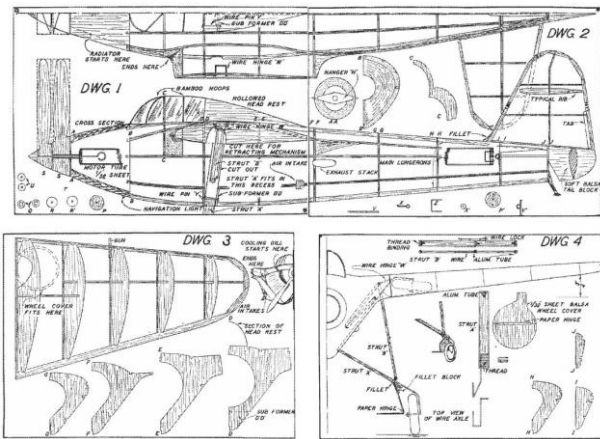 WIRE PIN 'Y'
SUB FORMER 'DD'
RADIATOR
STARTS HERE
ENDS HERE
WIRE HINGE 'W'
DWG. 1
DWG. 2
BAMBOO HOOPS
HOLLOWED
HEAD REST
HANGER 'H'
TYPICAL RIB
TAB
CROSS SECTION
WIRE-HINGE
CUT HERE FOR
RETRACTING MECHANISM
STRUT 'B'
CUT OUT
AIR INTAKE
STRUT 'A' FITS IN
THIS RECESS
MOTOR TUBE
1/32 SHEET
WIRE PIN 'Y'
SUB-FORMER DD
NAVIGATION LIGHT
STRUT 'A'
EXHAUST STACK
MAIN LONGERONS
FILLET
SOFT BALSA
TAIL BLOCK
DWG. 3
COOLING GILL
STARTS HERE
ENDS
HERE
WHEEL COVER
FITS HERE
AIR
INTAKES
SECTION OF
HEAD REST
SUB FORMER
DD
DWG. 4
THREAD
BINDING
WIRE LOCK
STRUT 'B'
WIRE
ALUM. TUBE
WIRE HINGE 'W'
ALUM. TUBE
1/32 SHEET BALSA
WHEEL COVER
PAPER HINGE
STRUT
'A'
STRUT
'B'
STRUT 'A'
THREAD
FILLET
FILLET BLOCK
PAPER HINGE
TOP VIEW
OF WIRE AXLE